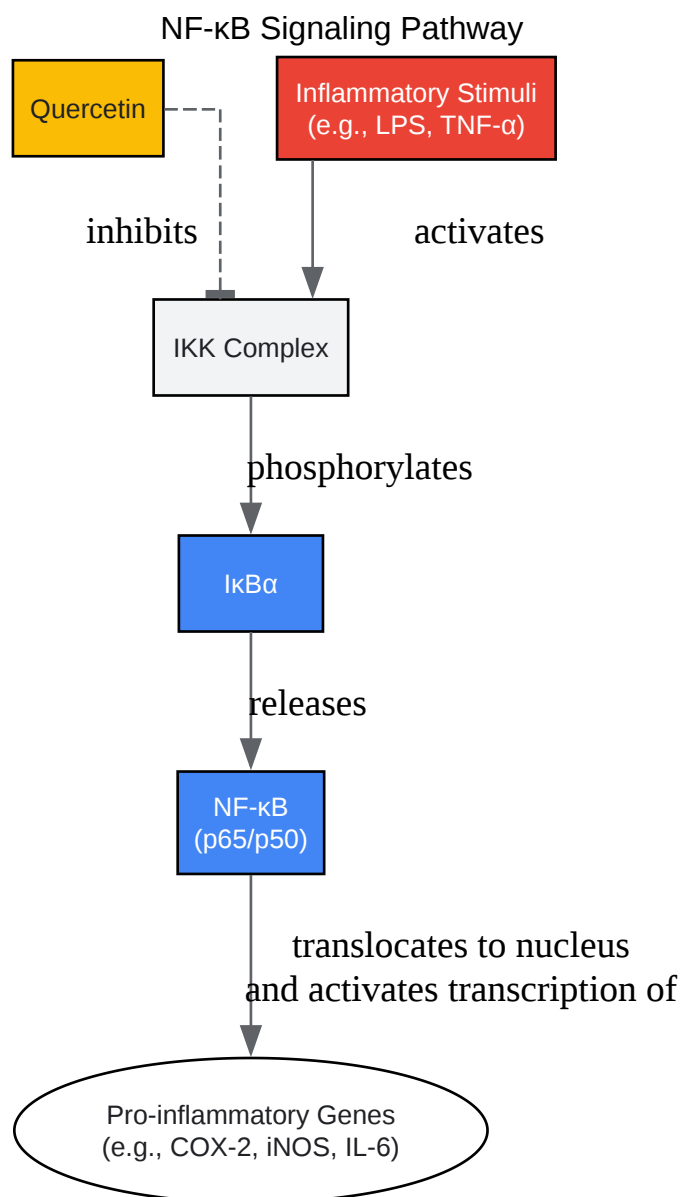 NF-κB Signaling Pathway
Quercetin
Inflammatory Stimuli
(e.g., LPS, TNF-α)
inhibits
activates
IKK Complex
phosphorylates
IκBα
releases
NF-κB
(p65/p50)
translocates to nucleus
and activates transcription of
Pro-inflammatory Genes
(e.g., COX-2, iNOS, IL-6)